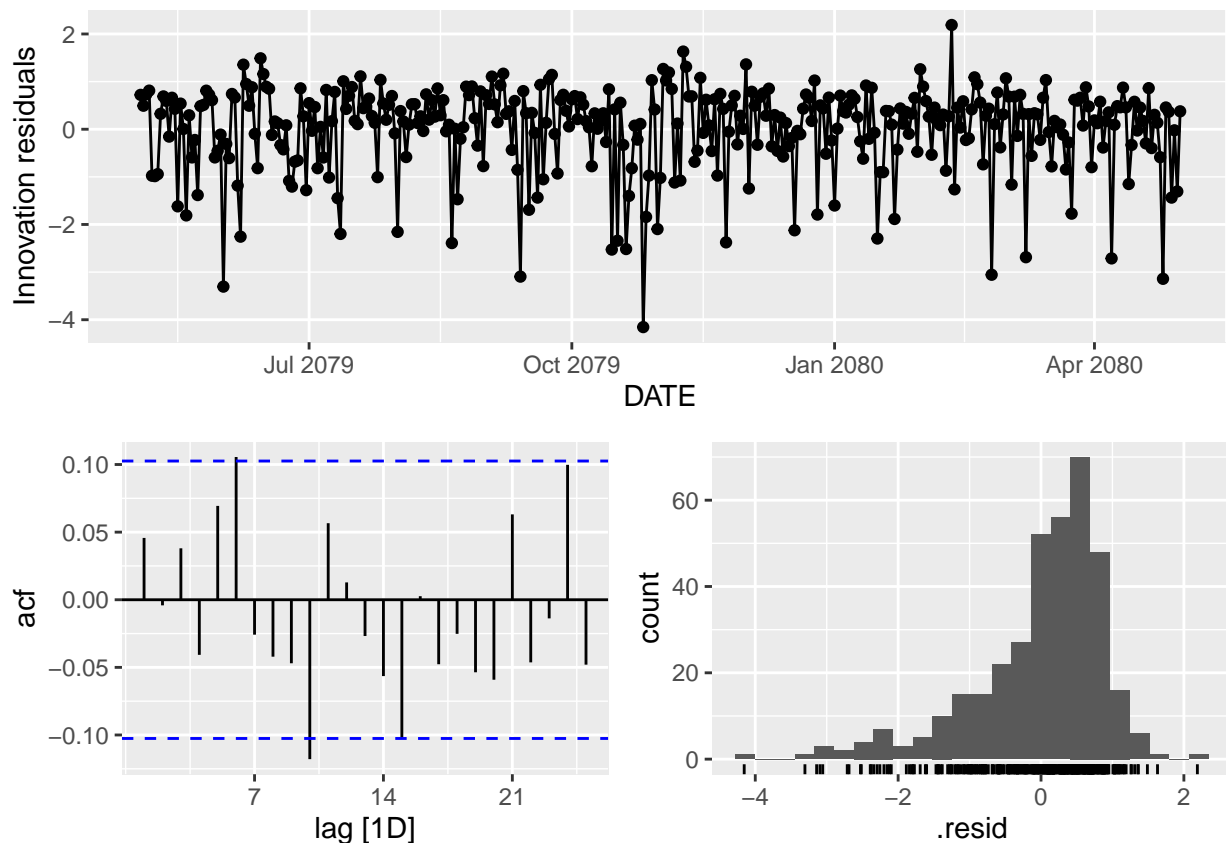 Innovation residuals
2
0
−2
−4
Jul 2079
Oct 2079
Jan 2080
Apr 2080
DATE
acf
0.10
0.05
0.00
−0.05
−0.10
7
14
21
lag [1D]
count
60
40
20
0
−4
−2
0
2
.resid